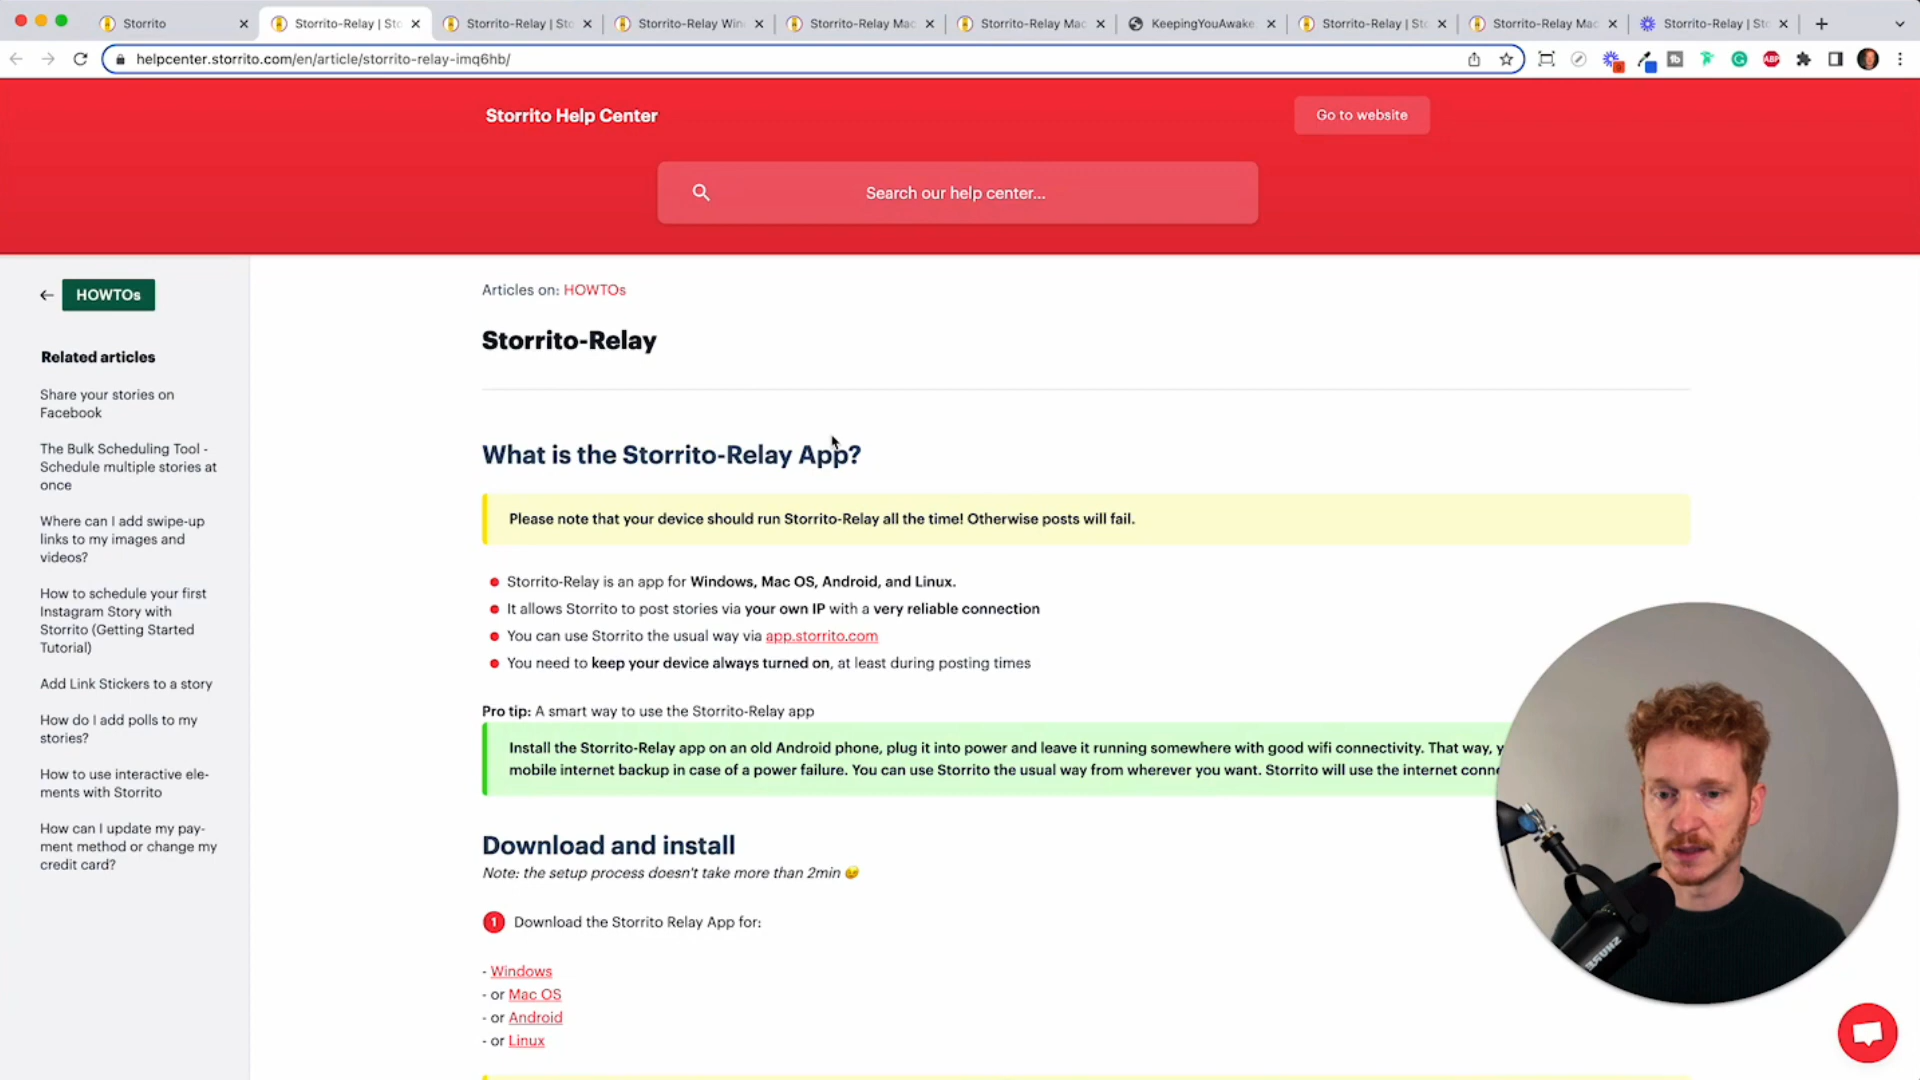 Storrito
Storrito-Relay | Sto
Storrito-Relay | Sto
Storrito-Relay Win
Storrito-Relay Mac
Storrito-Relay Mac
KeepingYouAwake
Storrito-Relay | Sto
Storrito-Relay Mac
Storrito-Relay | Sto
helpcenter.storrito.com/en/article/storrito-relay-imq6hb/
ABP
Storrito Help Center
Go to website
Search our help center...
HOWTOs
Related articles
Share your stories on
Facebook
The Bulk Scheduling Tool -
Schedule multiple stories at
once
Where can I add swipe-up
links to my images and
videos?
How to schedule your first
Instagram Story with
Storrito (Getting Started
Tutorial)
Add Link Stickers to a story
How do I add polls to my
stories?
How to use interactive ele-
ments with Storrito
How can I update my pay-
ment method or change my
credit card?
Articles on: HOWTOs
Storrito-Relay
What is the Storrito-Relay App?
Please note that your device should run Storrito-Relay all the time! Otherwise posts will fail.
Storrito-Relay is an app for Windows, Mac OS, Android, and Linux.
It allows Storrito to post stories via your own IP with a very reliable connection
You can use Storrito the usual way via app.storrito.com
You need to keep your device always turned on, at least during posting times
Pro tip: A smart way to use the Storrito-Relay app
Install the Storrito-Relay app on an old Android phone, plug it into power and leave it running somewhere with good wifi connectivity. That way, y
mobile internet backup in case of a power failure. You can use Storrito the usual way from wherever you want. Storrito will use the internet conne
Download and install
Note: the setup process doesn't take more than 2min 😉
1 Download the Storrito Relay App for:
- Windows
- or Mac OS
- or Android
- or Linux
SHURE